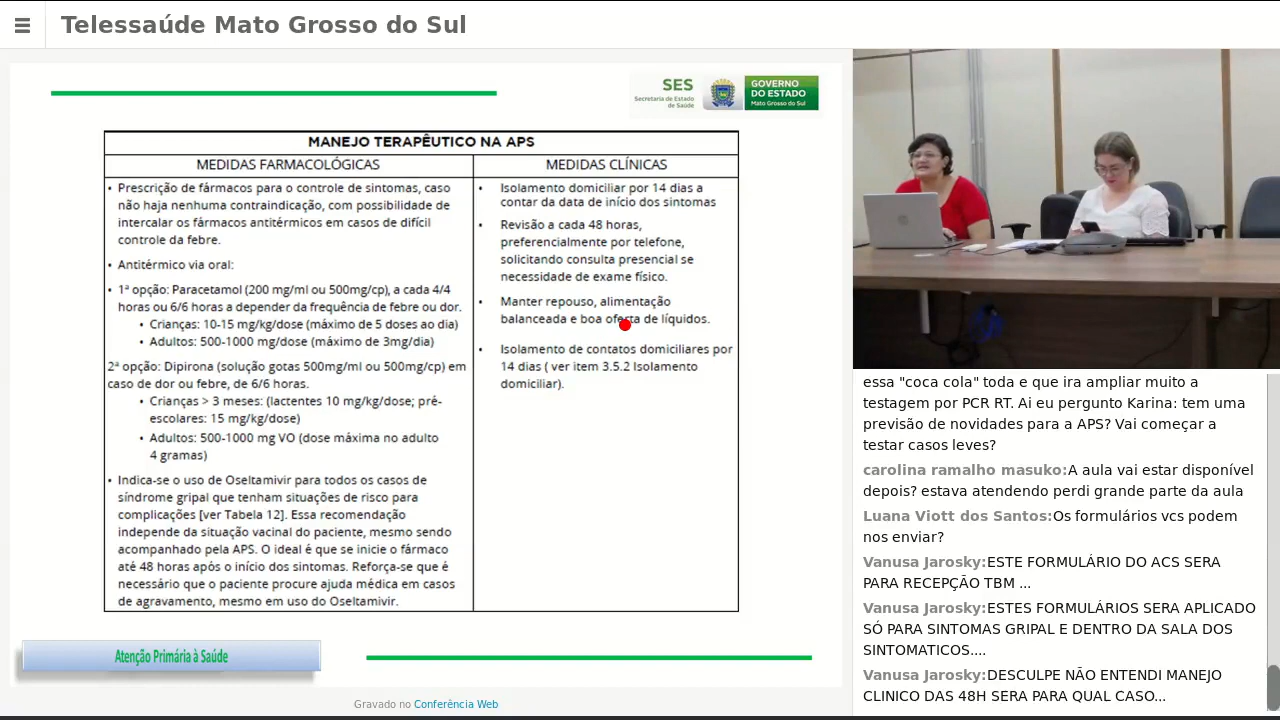 Telessaúde Mato Grosso do Sul
SES
Secretaria de Estado
de Saúde
GOVERNO
DO ESTADO
Mato Grosso do Sul
MANEJO TERAPÊUTICO NA APS
MEDIDAS FARMACOLÓGICAS
• Prescrição de fármacos para o controle de sintomas, caso
não haja nenhuma contraindicação, com possibilidade de
intercalar os fármacos antitérmicos em casos de difícil
controle da febre.
• Antitérmico via oral:
• 1ª opção: Paracetamol (200 mg/ml ou 500mg/cp), a cada 4/4
horas ou 6/6 horas a depender da frequência de febre ou dor.
• Crianças: 10-15 mg/kg/dose (máximo de 5 doses ao dia)
• Adultos: 500-1000 mg/dose (máximo de 3mg/dia)
2ª opção: Dipirona (solução gotas 500mg/ml ou 500mg/cp) em
caso de dor ou febre, de 6/6 horas.
• Crianças > 3 meses: (lactentes 10 mg/kg/dose; pré-
escolares: 15 mg/kg/dose)
• Adultos: 500-1000 mg VO (dose máxima no adulto
4 gramas)
• Indica-se o uso de Oseltamivir para todos os casos de
síndrome gripal que tenham situações de risco para
complicações [ver Tabela 12]. Essa recomendação
independe da situação vacinal do paciente, mesmo sendo
acompanhado pela APS. O ideal é que se inicie o fármaco
até 48 horas após o início dos sintomas. Reforça-se que é
necessário que o paciente procure ajuda médica em casos
de agravamento, mesmo em uso do Oseltamivir.
MEDIDAS CLÍNICAS
• Isolamento domiciliar por 14 dias a
contar da data de início dos sintomas
• Revisão a cada 48 horas,
preferencialmente por telefone,
solicitando consulta presencial se
necessidade de exame físico.
• Manter repouso, alimentação
balanceada e boa oferta de líquidos.
• Isolamento de contatos domiciliares por
14 dias ( ver item 3.5.2 Isolamento
domiciliar).
Atenção Primária à Saúde
Gravado no Conferência Web
essa "coca cola" toda e que ira ampliar muito a
testagem por PCR RT. Ai eu pergunto Karina: tem uma
previsão de novidades para a APS? Vai começar a
testar casos leves?
carolina ramalho masuko:A aula vai estar disponível
depois? estava atendendo perdi grande parte da aula
Luana Viott dos Santos:Os formulários vcs podem
nos enviar?
Vanusa Jarosky:ESTE FORMULÁRIO DO ACS SERA
PARA RECEPÇÃO TBM ...
Vanusa Jarosky:ESTES FORMULÁRIOS SERA APLICADO
SÓ PARA SINTOMAS GRIPAL E DENTRO DA SALA DOS
SINTOMATICOS....
Vanusa Jarosky:DESCULPE NÃO ENTENDI MANEJO
CLINICO DAS 48H SERA PARA QUAL CASO...